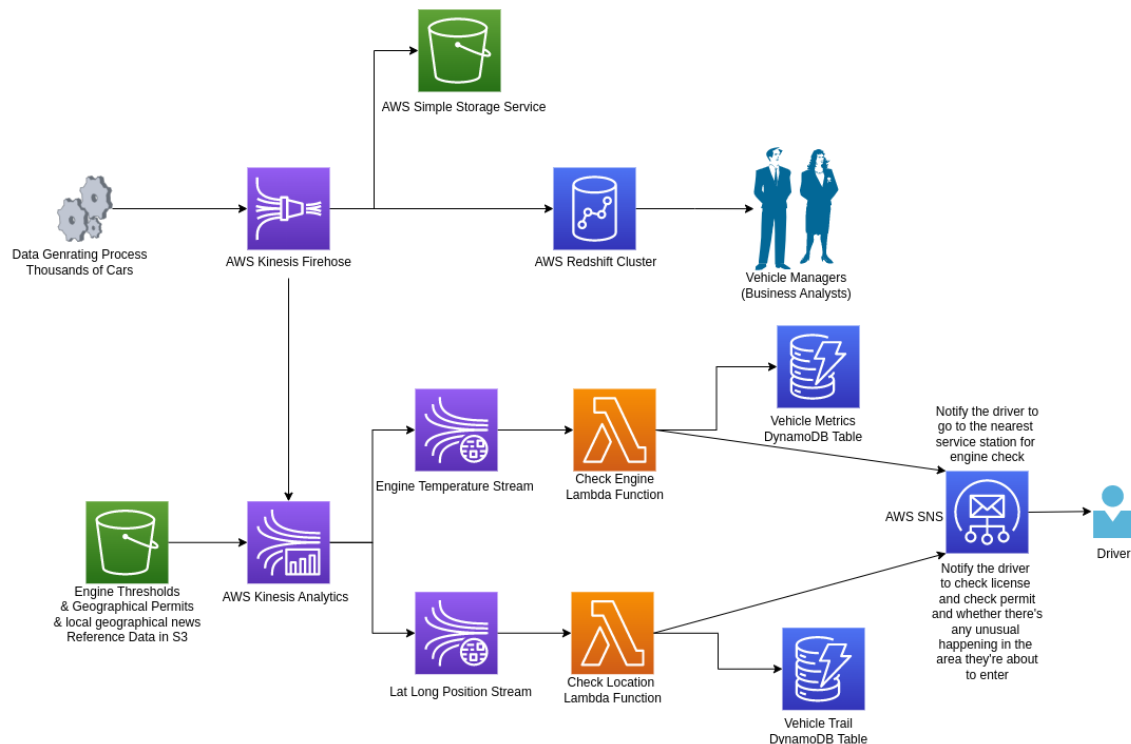 AWS Simple Storage Service
Data Genrating Process
Thousands of Cars
AWS Kinesis Firehose
AWS Redshift Cluster
Vehicle Managers
(Business Analysts)
Vehicle Metrics
DynamoDB Table
Notify the driver to
go to the nearest
service station for
engine check
Engine Temperature Stream
Check Engine
Lambda Function
AWS SNS
Driver
Engine Thresholds
& Geographical Permits
& local geographical news
Reference Data in S3
AWS Kinesis Analytics
Notify the driver
to check license
and check permit
and whether there's
any unusual
happening in the
area they're about
to enter
Lat Long Position Stream
Check Location
Lambda Function
Vehicle Trail
DynamoDB Table